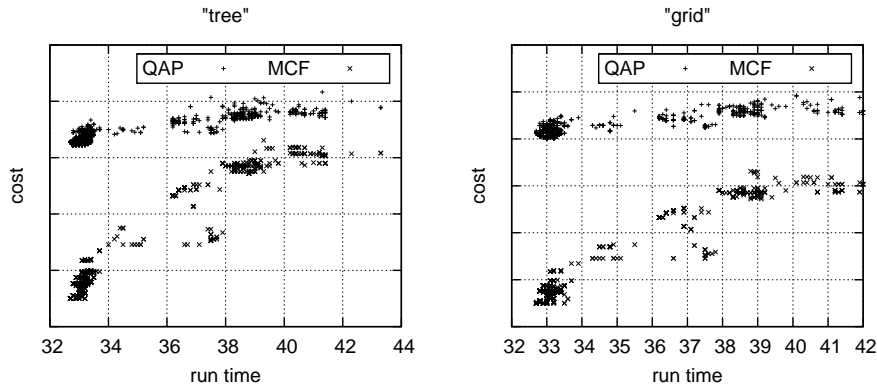 "tree"
QAP MCF
cost
32 34 36 38 40 42 44
run time
"grid"
QAP MCF
cost
32 33 34 35 36 37 38 39 40 41 42
run time